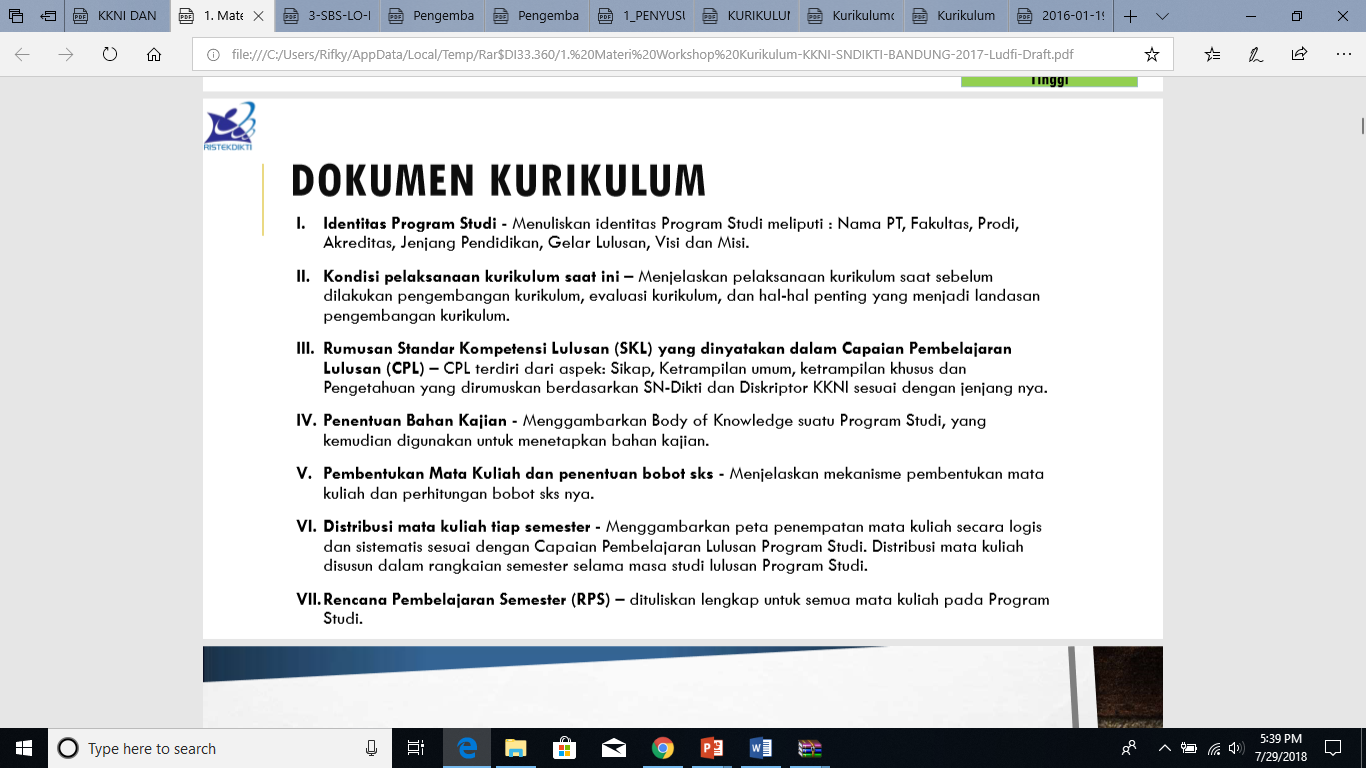 KKNI DAN
1. Mate
3-SBS-LO-I
Pengemba
Pengemba
1_PENYUSU
KURIKULUM
Kurikulumo
Kurikulum
2016-01-19
file:///C:/Users/Rifky/AppData/Local/Temp/Rar$DI33.360/1.%20Materi%20Workshop%20Kurikulum-KKNI-SNDIKTI-BANDUNG-2017-Ludfi-Draft.pdf
Tinggi
RISTEKDIKTI
DOKUMEN KURIKULUM
I. Identitas Program Studi - Menuliskan identitas Program Studi meliputi : Nama PT, Fakultas, Prodi,
Akreditas, Jenjang Pendidikan, Gelar Lulusan, Visi dan Misi.
II. Kondisi pelaksanaan kurikulum saat ini – Menjelaskan pelaksanaan kurikulum saat sebelum
dilakukan pengembangan kurikulum, evaluasi kurikulum, dan hal-hal penting yang menjadi landasan
pengembangan kurikulum.
III. Rumusan Standar Kompetensi Lulusan (SKL) yang dinyatakan dalam Capaian Pembelajaran
Lulusan (CPL) – CPL terdiri dari aspek: Sikap, Ketrampilan umum, ketrampilan khusus dan
Pengetahuan yang dirumuskan berdasarkan SN-Dikti dan Diskriptor KKNI sesuai dengan jenjang nya.
IV. Penentuan Bahan Kajian - Menggambarkan Body of Knowledge suatu Program Studi, yang
kemudian digunakan untuk menetapkan bahan kajian.
V. Pembentukan Mata Kuliah dan penentuan bobot sks - Menjelaskan mekanisme pembentukan mata
kuliah dan perhitungan bobot sks nya.
VI. Distribusi mata kuliah tiap semester - Menggambarkan peta penempatan mata kuliah secara logis
dan sistematis sesuai dengan Capaian Pembelajaran Lulusan Program Studi. Distribusi mata kuliah
disusun dalam rangkaian semester selama masa studi lulusan Program Studi.
VII. Rencana Pembelajaran Semester (RPS) – dituliskan lengkap untuk semua mata kuliah pada Program
Studi.
Type here to search
5:39 PM
7/29/2018